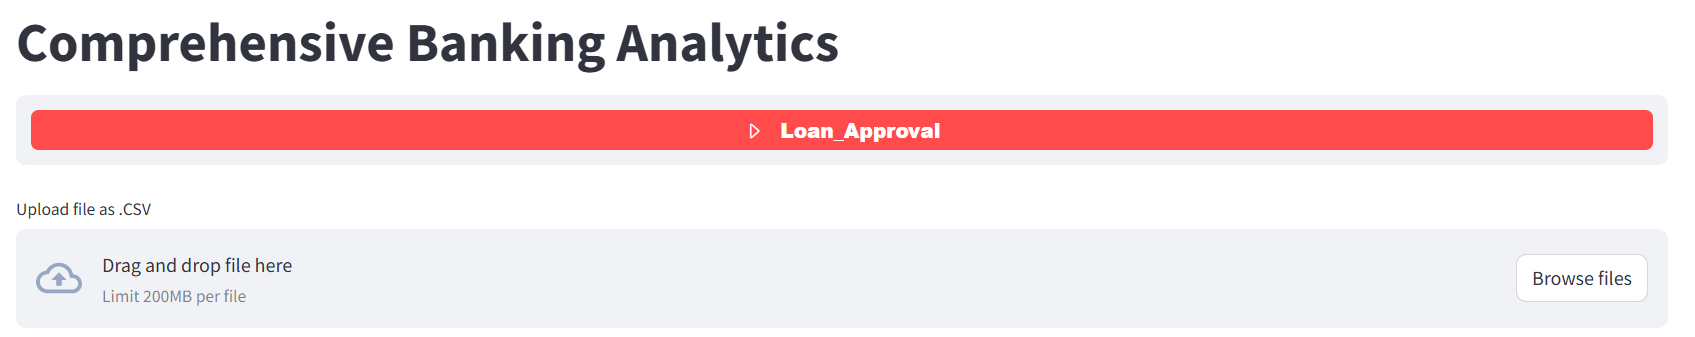 Comprehensive Banking Analytics
Loan_Approval
Upload file as .CSV
Drag and drop file here
Limit 200MB per file
Browse files